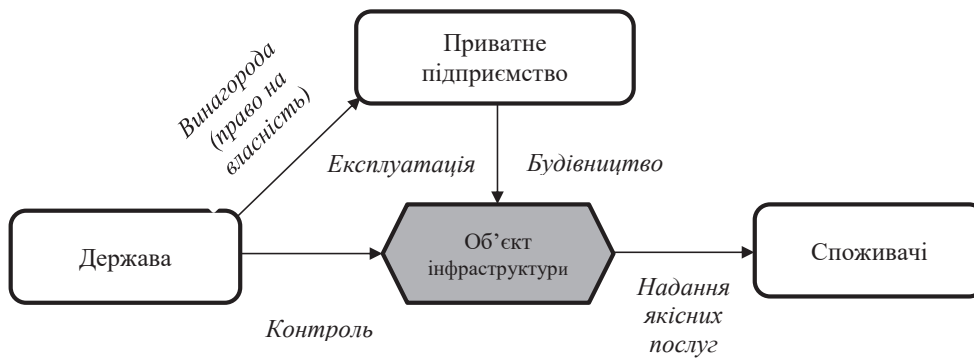 Приватне
підприємство
Винагорода
(право на
власність)
Експлуатація
Будівництво
Держава
Об’єкт
інфраструктури
Споживачі
Контроль
Надання
якісних
послуг